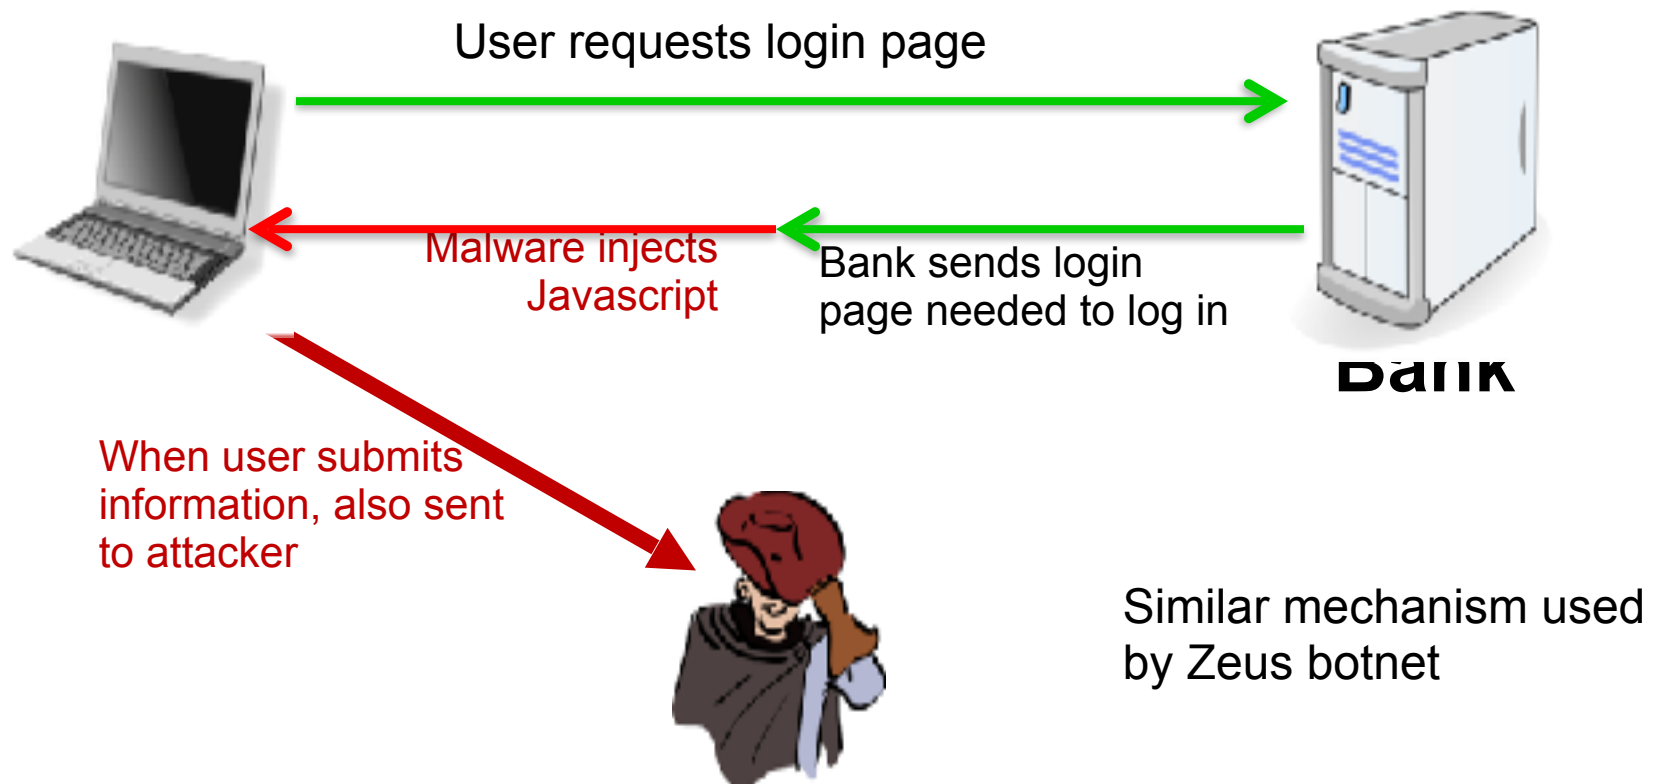 User requests login page
Malware injects
Javascript
Bank sends login
page needed to log in
Bank
When user submits
information, also sent
to attacker
Similar mechanism used
by Zeus botnet